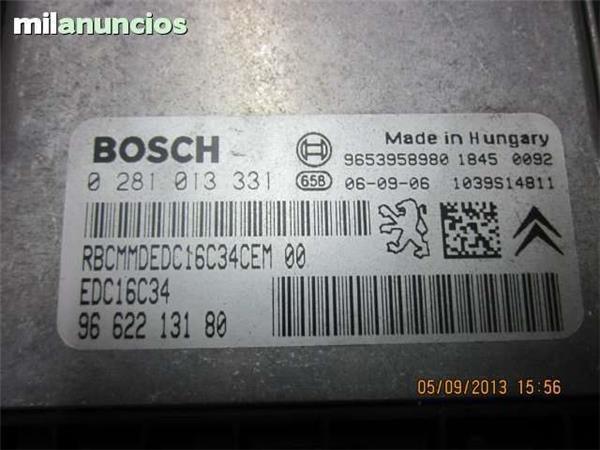 milanuncios
BOSCH
Made in Hungary
9653958980 1845 0092
0 281 013 331
658 06-09-06 1039S14811
RBCMMDEDC16C34CEM 00
EDC16C34
96 622 131 80
05/09/2013 15:56